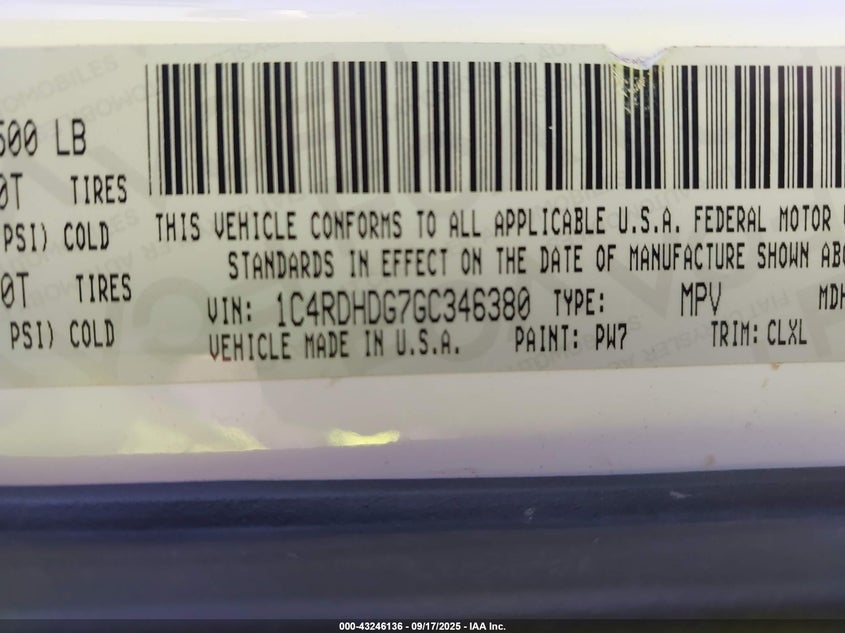 500 LB
0T TIRES
PSI) COLD
0T TIRES
PSI) COLD
THIS VEHICLE CONFORMS TO ALL APPLICABLE U.S.A. FEDERAL MOTOR
STANDARDS IN EFFECT ON THE DATE OF MANUFACTURE SHOWN ABO
VIN: 1C4RDHDG7GC346380 TYPE: MPV MDH
VEHICLE MADE IN U.S.A. PAINT: PW7 TRIM: CLXL
000-43246136 - 09/17/2025 - IAA Inc.